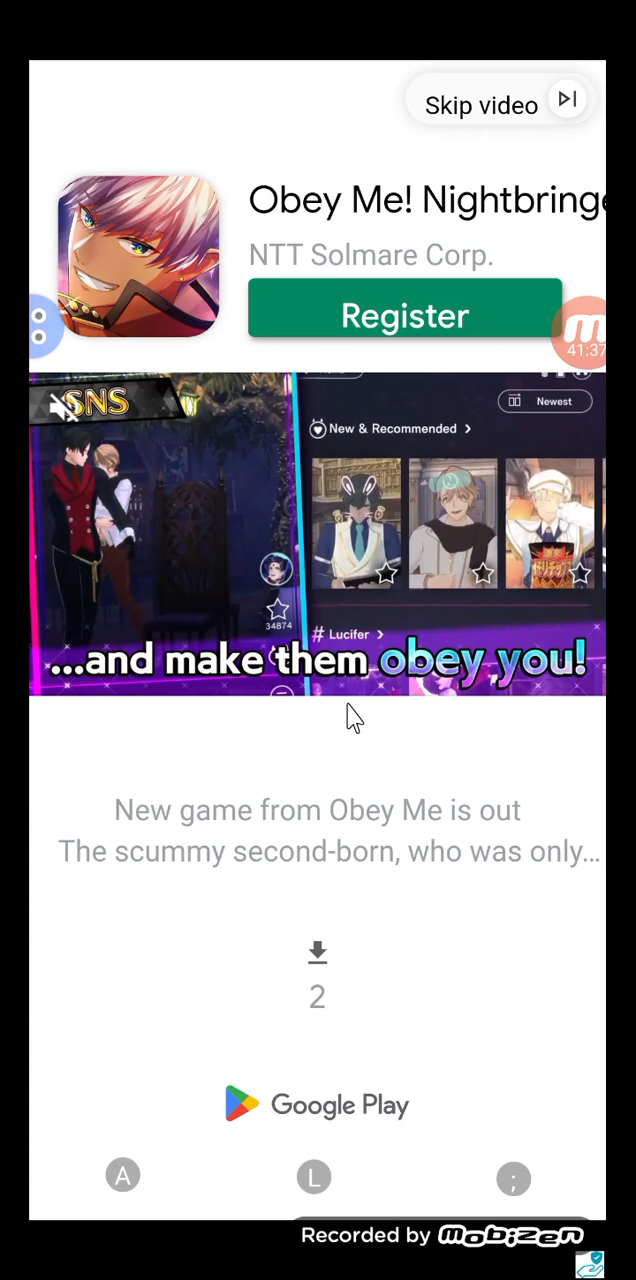 Skip video
Obey Me! Nightbringe
NTT Solmare Corp.
Register
41:37
SNS
Newest
New & Recommended >
34874
# Lucifer >
...and make them obey you!
New game from Obey Me is out
The scummy second-born, who was only...
2
Google Play
A
L
;
Recorded by mobizen